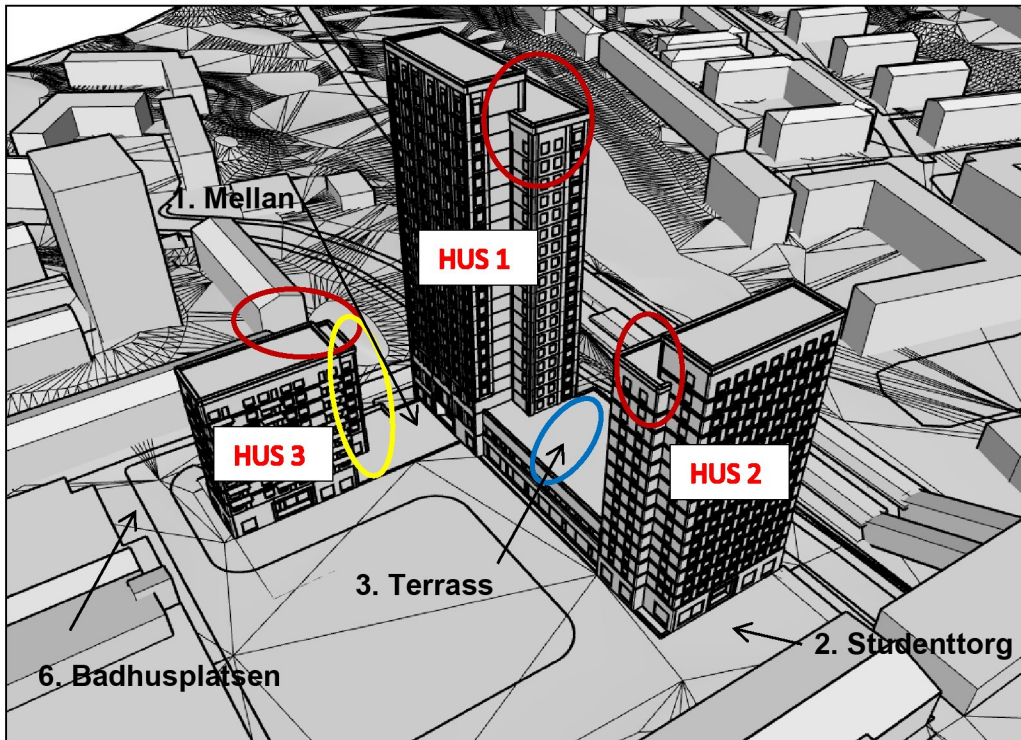 1. Mellan
HUS 1
HUS 3
HUS 2
3. Terrass
2. Studenttorg
6. Badhusplatsen